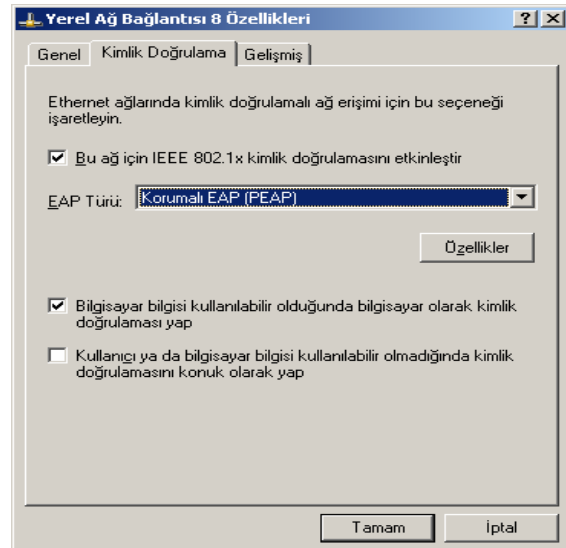 Yerel Ağ Bağlantısı 8 Özellikleri
Genel Kimlik Doğrulama Gelişmiş
Ethernet ağlarında kimlik doğrulamalı ağ erişimi için bu seçeneği
işaretleyin.
Bu ağ için IEEE 802.1x kimlik doğrulamasını etkinleştir
EAP Türü: Korumalı EAP (PEAP)
Özellikler
Bilgisayar bilgisi kullanılabilir olduğunda bilgisayar olarak kimlik
doğrulaması yap
Kullanıcı ya da bilgisayar bilgisi kullanılabilir olmadığında kimlik
doğrulamasını konuk olarak yap
Tamam İptal